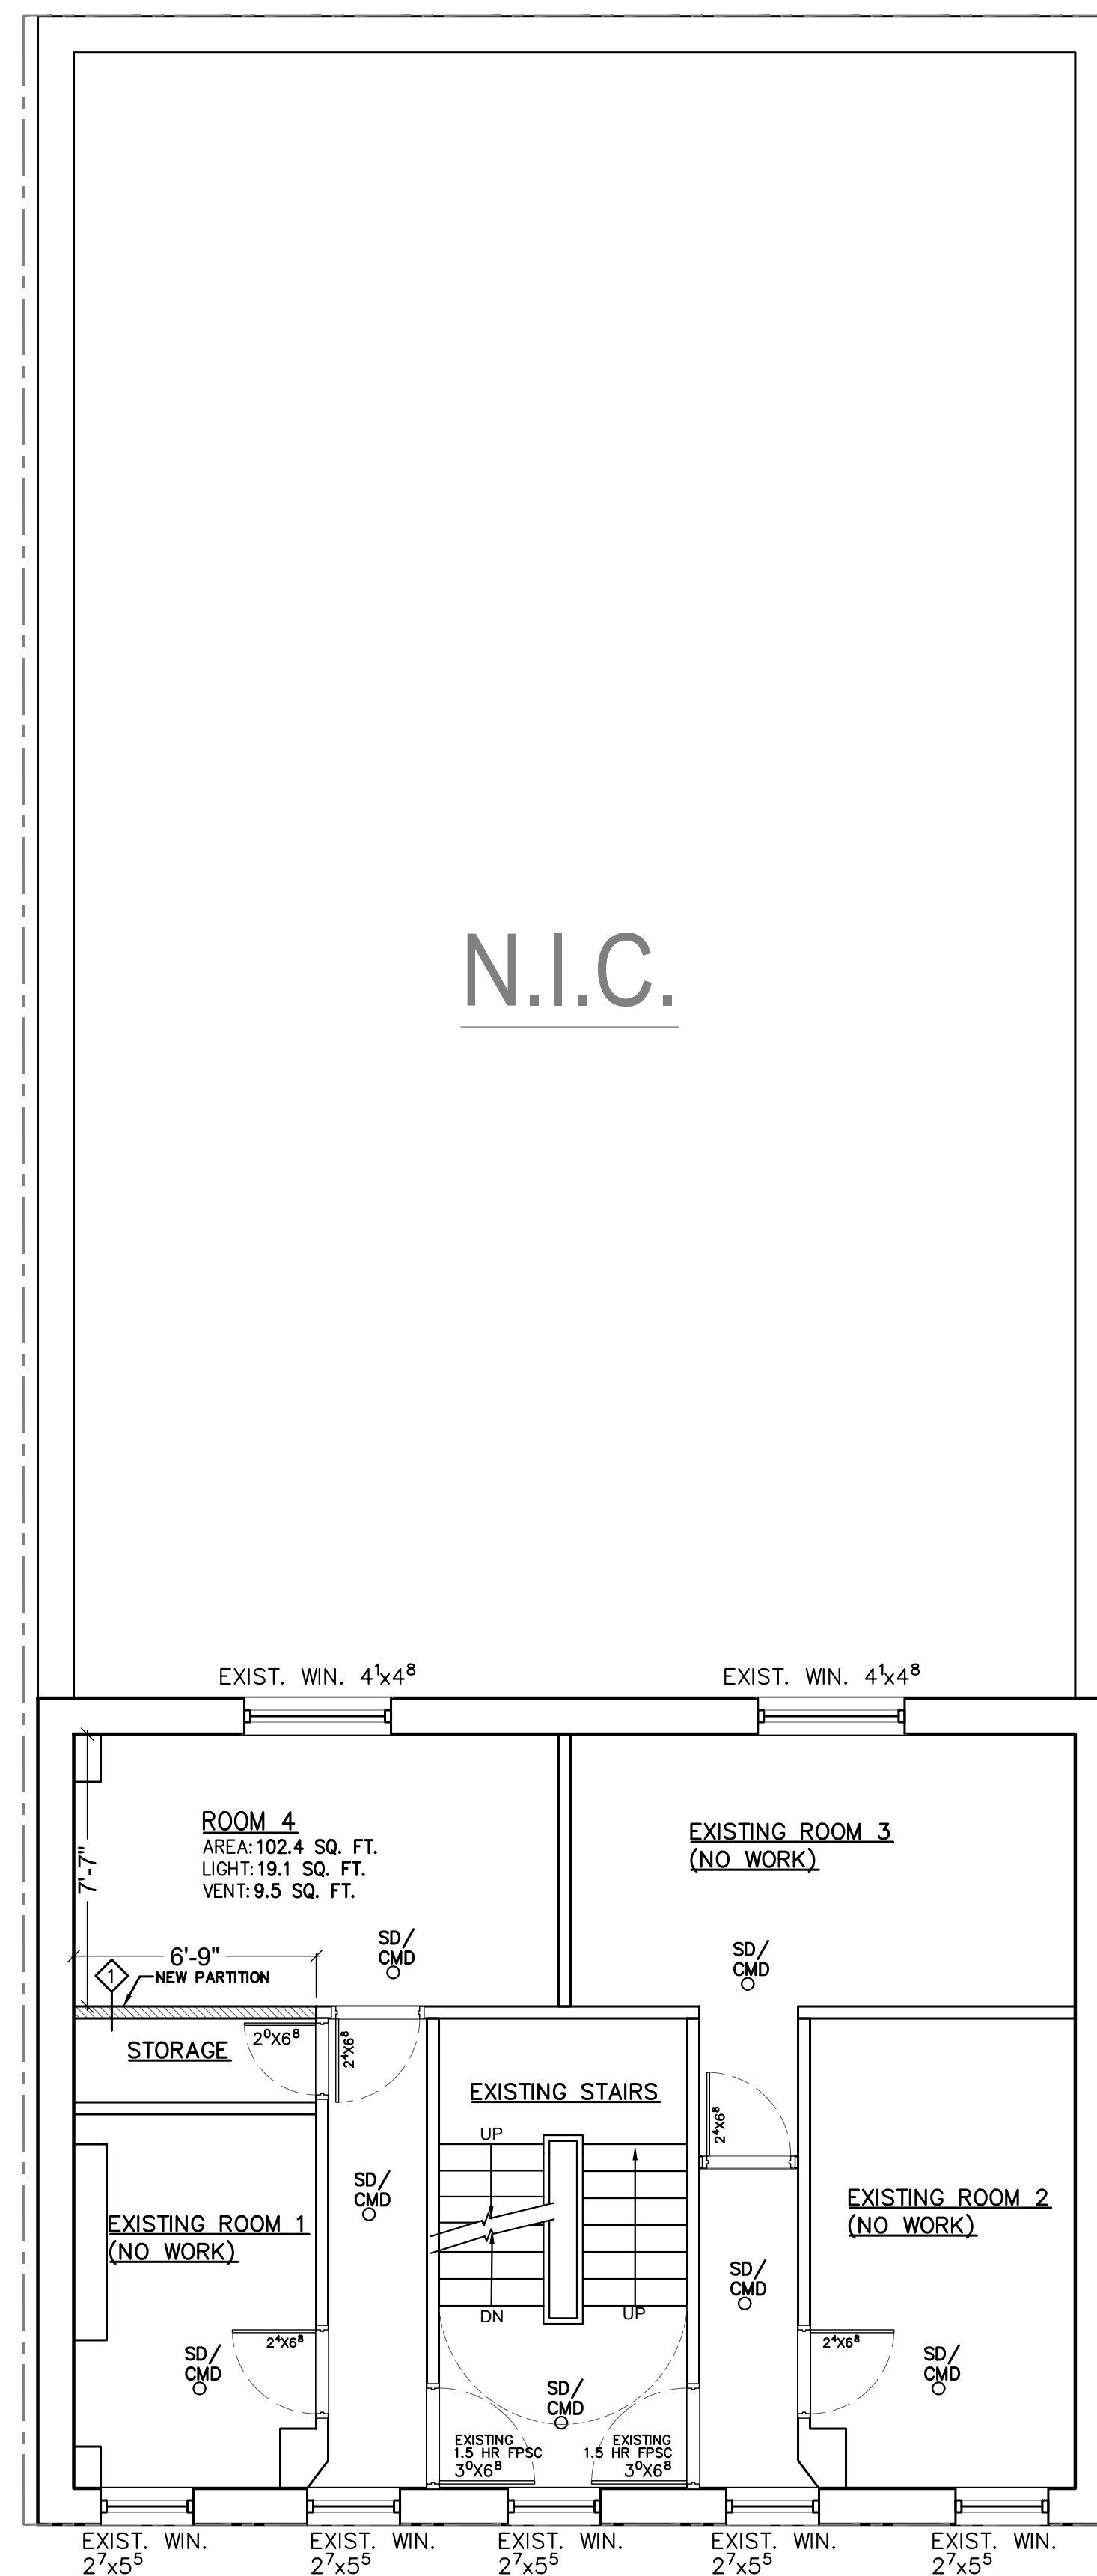 N.I.C.
EXIST. WIN. 4¹x4⁸
EXIST. WIN. 4¹x4⁸
7'-7"
ROOM 4
AREA: 102.4 SQ. FT.
LIGHT: 19.1 SQ. FT.
VENT: 9.5 SQ. FT.
EXISTING ROOM 3
(NO WORK)
SD/
CMD
SD/
CMD
6'-9"
1
NEW PARTITION
STORAGE
2⁰X6⁸
2⁴X6⁸
EXISTING STAIRS
UP
2⁴X6⁸
SD/
CMD
EXISTING ROOM 1
(NO WORK)
EXISTING ROOM 2
(NO WORK)
SD/
CMD
DN
UP
2⁴X6⁸
2⁴X6⁸
SD/
CMD
SD/
CMD
SD/
CMD
EXISTING
1.5 HR FPSC
3⁰X6⁸
EXISTING
1.5 HR FPSC
3⁰X6⁸
EXIST. WIN.
2⁷x5⁵
EXIST. WIN.
2⁷x5⁵
EXIST. WIN.
2⁷x5⁵
EXIST. WIN.
2⁷x5⁵
EXIST. WIN.
2⁷x5⁵